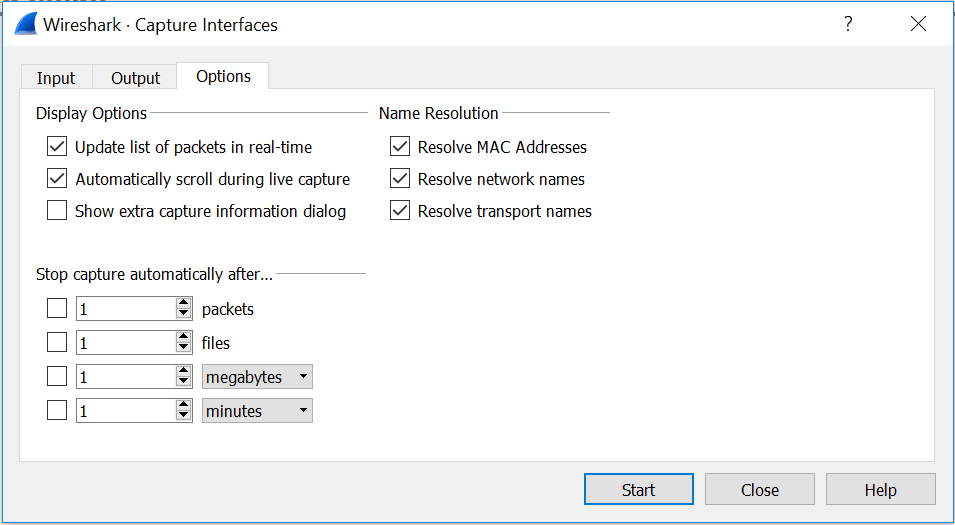 Wireshark · Capture Interfaces
?
Input Output Options
Display Options
Update list of packets in real-time
Automatically scroll during live capture
Show extra capture information dialog
Name Resolution
Resolve MAC Addresses
Resolve network names
Resolve transport names
Stop capture automatically after...
1 packets
1 files
1 megabytes
1 minutes
Start Close Help